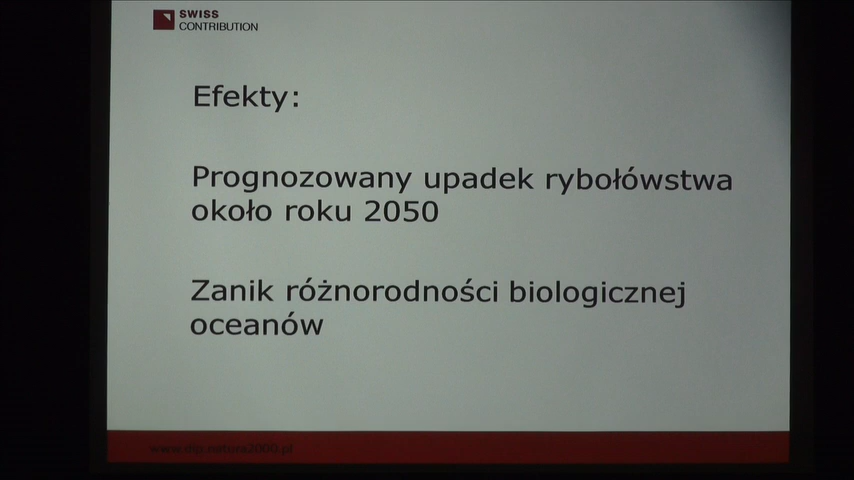 SWISS
CONTRIBUTION
Efekty:
Prognozowany upadek rybołówstwa
około roku 2050
Zanik różnorodności biologicznej
oceanów